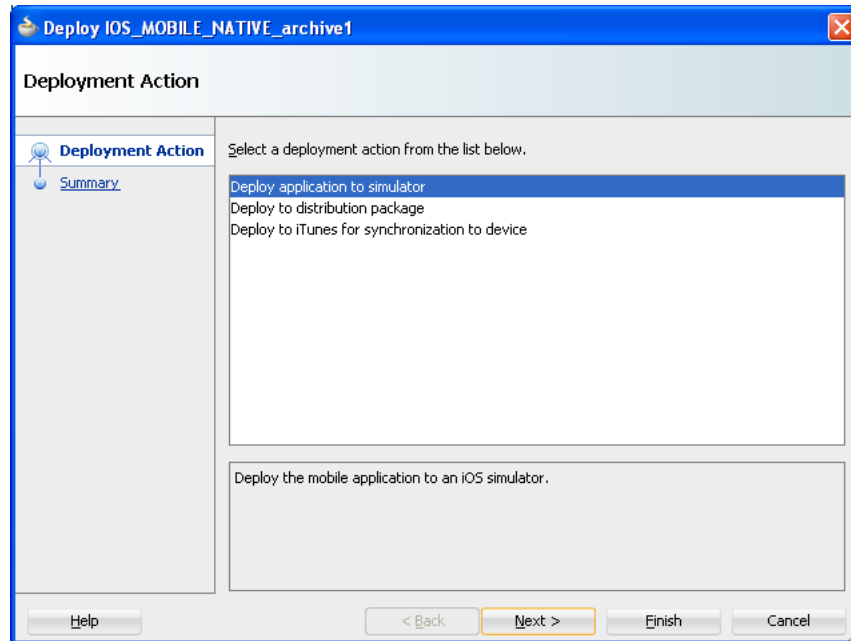 Deploy IOS_MOBILE_NATIVE_archive1
Deployment Action
Deployment Action
Summary
Select a deployment action from the list below.
Deploy application to simulator
Deploy to distribution package
Deploy to iTunes for synchronization to device
Deploy the mobile application to an iOS simulator.
Help
< Back
Next >
Finish
Cancel